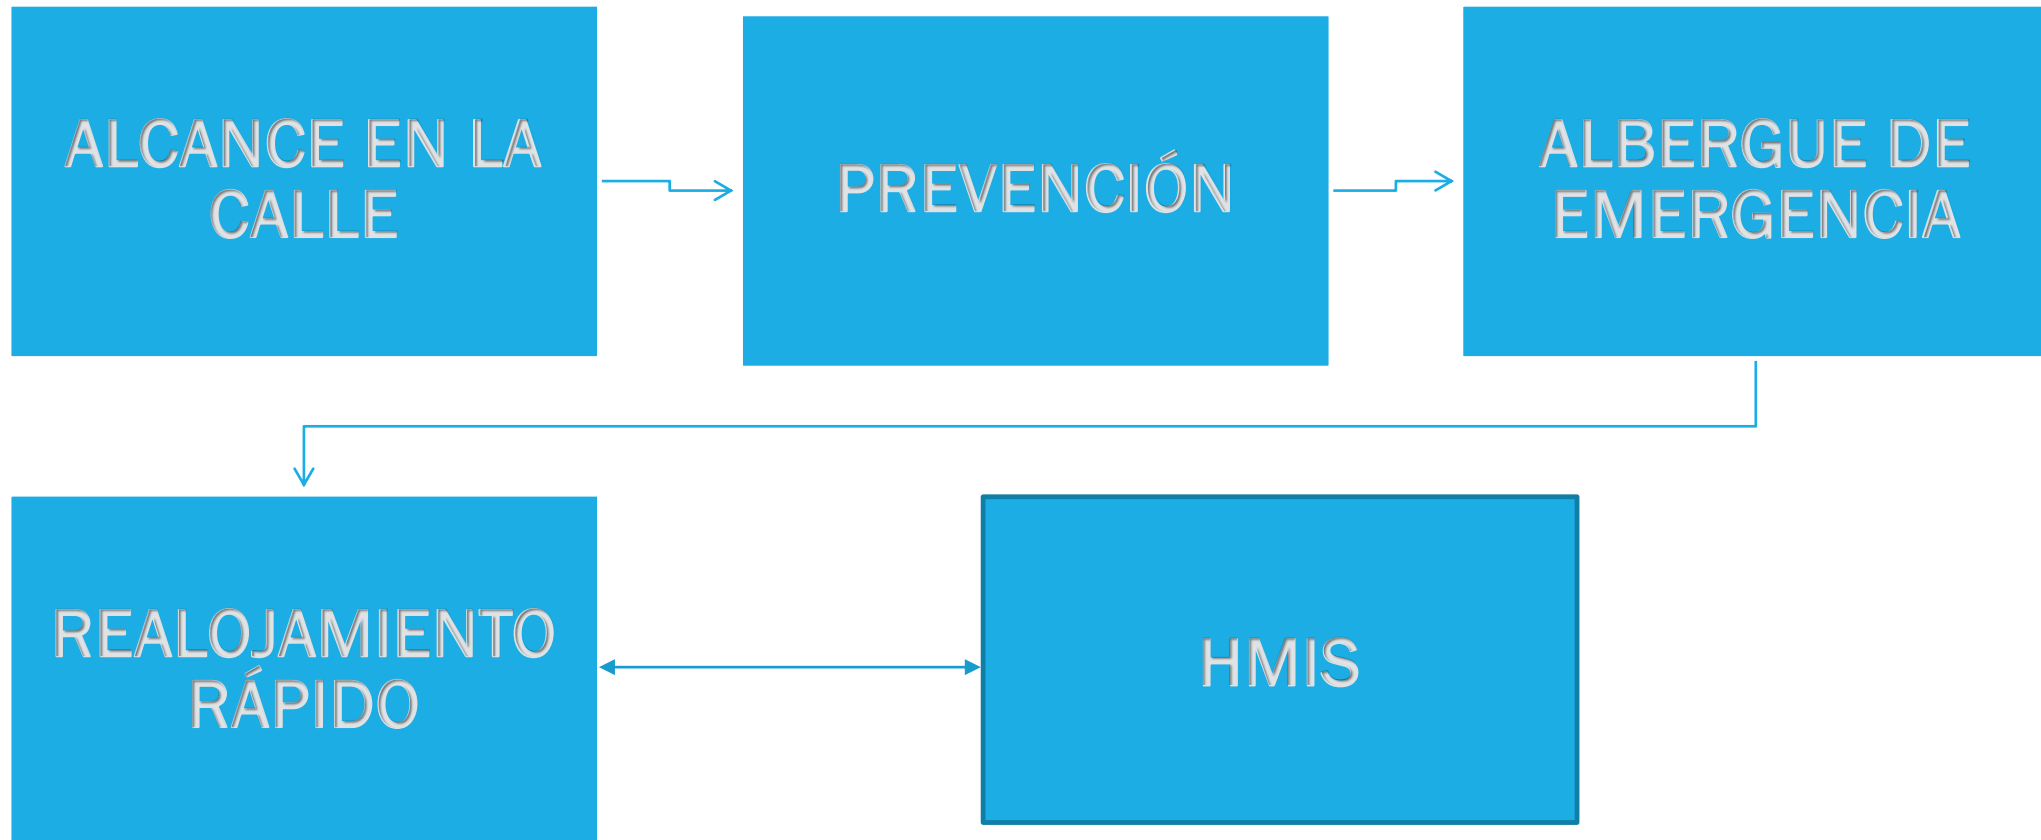 ALCANCE EN LA
CALLE
PREVENCIÓN
ALBERGUE DE
EMERGENCIA
REALOJAMIENTO
RÁPIDO
HMIS